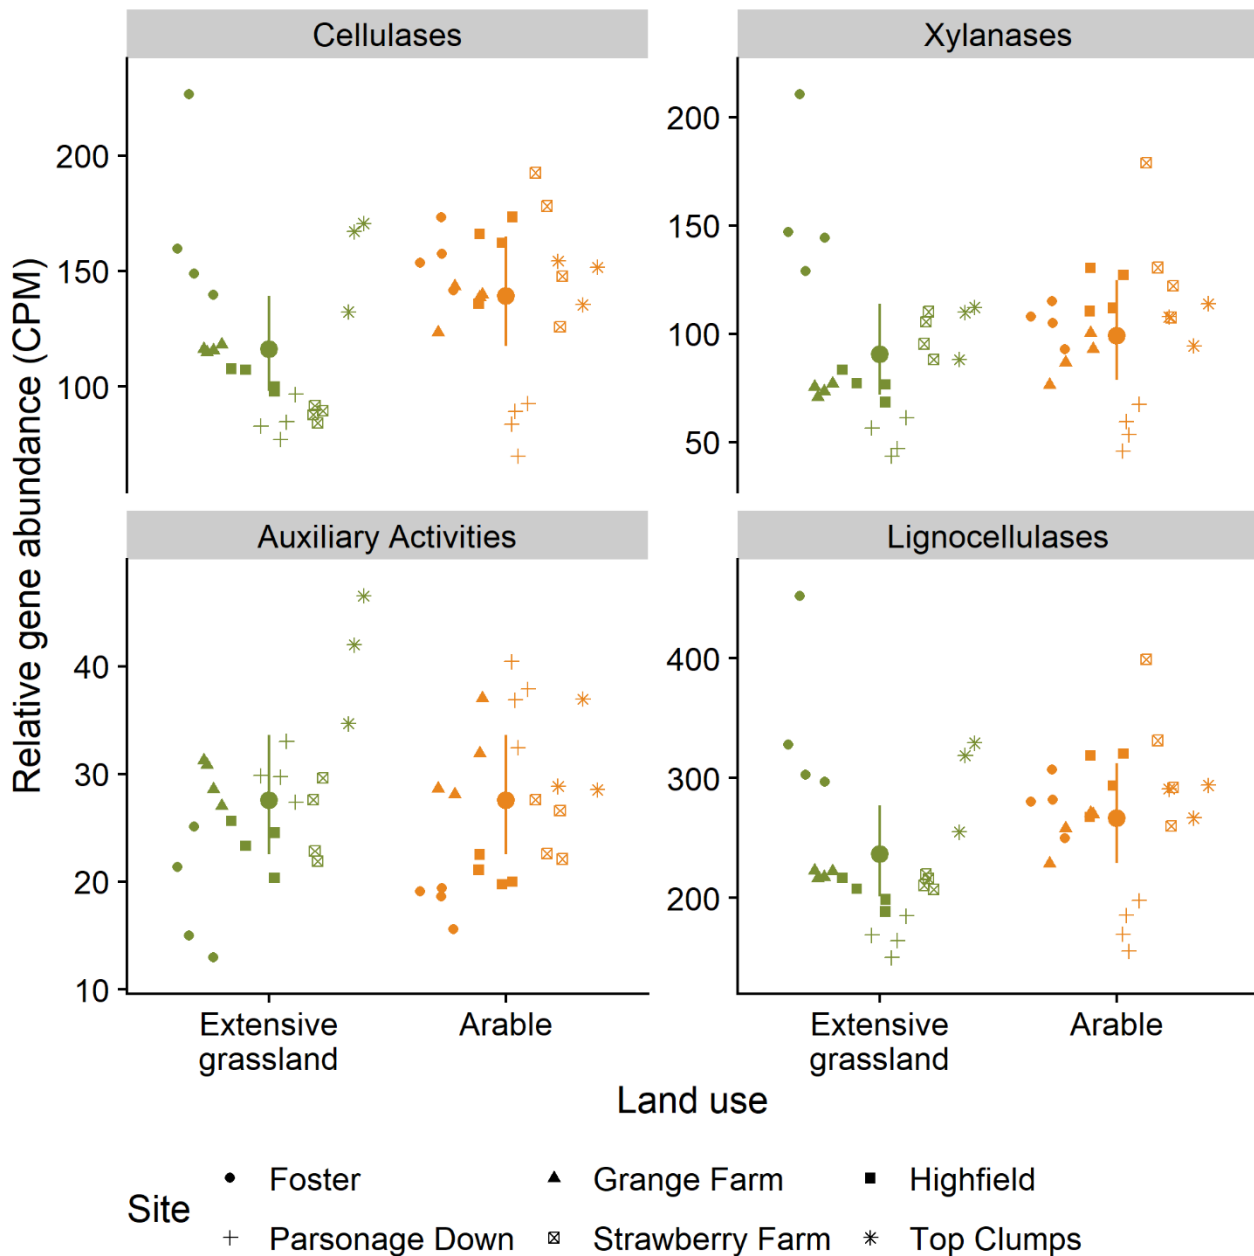 Cellulases
Xylanases
200
150
100
200
150
100
50
Relative gene abundance (CPM)
Auxiliary Activities
Lignocellulases
40
30
20
10
400
300
200
Extensive
grassland
Arable
Extensive
grassland
Arable
Land use
Site
Foster
Grange Farm
Highfield
Parsonage Down
Strawberry Farm
Top Clumps